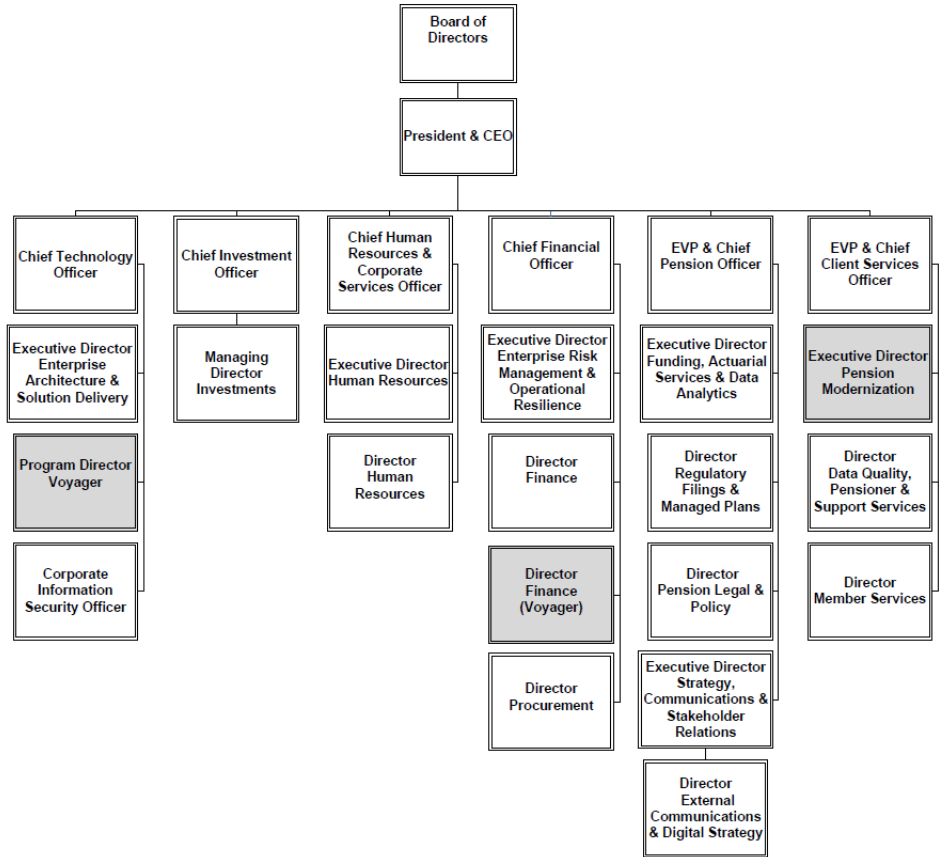 Board of
Directors
President & CEO
Chief Technology
Officer
Chief Investment
Officer
Chief Human
Resources &
Corporate
Services Officer
Chief Financial
Officer
EVP & Chief
Pension Officer
EVP & Chief
Client Services
Officer
Executive Director
Enterprise
Architecture &
Solution Delivery
Managing
Director
Investments
Executive Director
Human Resources
Executive Director
Enterprise Risk
Management &
Operational
Resilience
Executive Director
Funding, Actuarial
Services & Data
Analytics
Executive Director
Pension
Modernization
Program Director
Voyager
Director
Human
Resources
Director
Finance
Director
Regulatory
Filings &
Managed Plans
Director
Data Quality,
Pensioner &
Support Services
Corporate
Information
Security Officer
Director
Finance
(Voyager)
Director
Pension Legal &
Policy
Director
Member Services
Director
Procurement
Executive Director
Strategy,
Communications &
Stakeholder
Relations
Director
External
Communications
& Digital Strategy